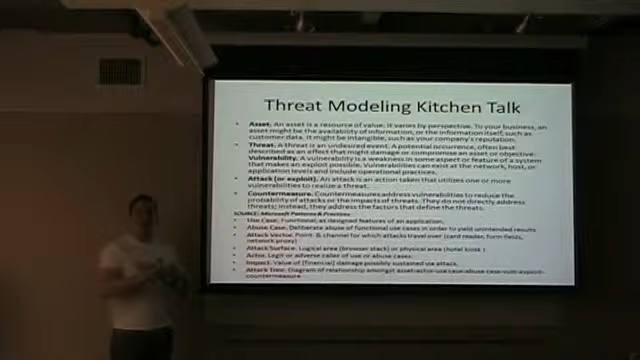 Threat Modeling Kitchen Talk
• Asset. An asset is a resource of value. It varies by perspective. To your business, an
asset might be the availability of information, or the information itself, such as
customer data. It might be intangible, such as your company's reputation.
• Threat. A threat is an undesired event. A potential occurrence, often best
described as an effect that might damage or compromise an asset or objective.
Vulnerability. A vulnerability is a weakness in some aspect or feature of a system
that makes an exploit possible. Vulnerabilities can exist at the network, host, or
application levels and include operational practices.
• Attack (or exploit). An attack is an action taken that utilizes one or more
vulnerabilities to realize a threat.
• Countermeasure. Countermeasures address vulnerabilities to reduce the
probability of attacks or the impacts of threats. They do not directly address
threats; instead, they address the factors that define the threats.
SOURCE: Microsoft Patterns & Practices
• Use Case. Functional, as designed features of an application.
• Abuse Case. Deliberate abuse of functional use cases in order to yield unintended results
• Attack Vector. Point & channel for which attacks travel over (card reader, form fields,
network proxy)
• Attack Surface. Logical area (browser stack) or physical area (hotel kiosk )
• Actor. Legit or adverse caller of use or abuse cases.
• Impact. Value of [financial] damage possibly sustained via attack.
• Attack Tree. Diagram of relationship amongst asset-actor-use case-abuse case-vuln-exploit-
countermeasure